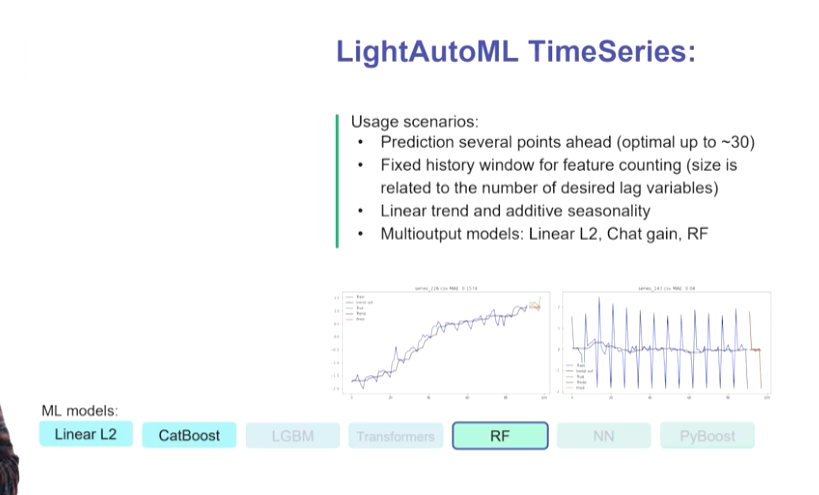 LightAutoML TimeSeries:
Usage scenarios:
• Prediction several points ahead (optimal up to ~30)
• Fixed history window for feature counting (size is
related to the number of desired lag variables)
• Linear trend and additive seasonality
• Multioutput models: Linear L2, Chat gain, RF
ML models:
Linear L2
CatBoost
LGBM
Transformers
RF
NN
PyBoost